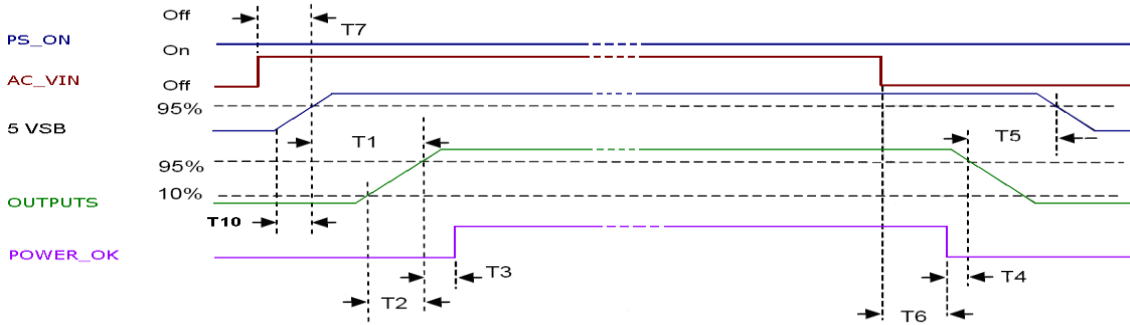 Off
T7
PS_ON
On
AC_VIN
Off
95%
5 VSB
T1
T5
95%
10%
OUTPUTS
T10
POWER_OK
T3
T4
T2
T6